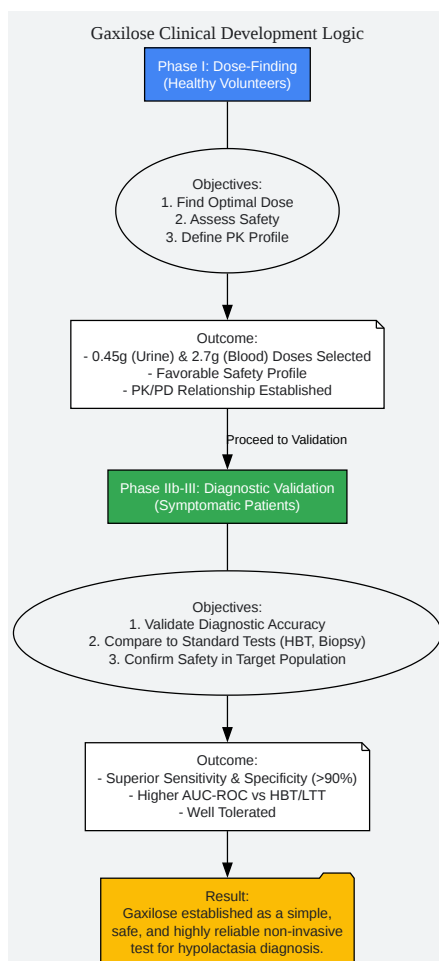 Gaxilose Clinical Development Logic
Phase I: Dose-Finding
(Healthy Volunteers)
Objectives:
1. Find Optimal Dose
2. Assess Safety
3. Define PK Profile
Outcome:
- 0.45g (Urine) & 2.7g (Blood) Doses Selected
- Favorable Safety Profile
- PK/PD Relationship Established
Proceed to Validation
Phase IIb-III: Diagnostic Validation
(Symptomatic Patients)
Objectives:
1. Validate Diagnostic Accuracy
2. Compare to Standard Tests (HBT, Biopsy)
3. Confirm Safety in Target Population
Outcome:
- Superior Sensitivity & Specificity (>90%)
- Higher AUC-ROC vs HBT/LTT
- Well Tolerated
Result:
Gaxilose established as a simple,
safe, and highly reliable non-invasive
test for hypolactasia diagnosis.